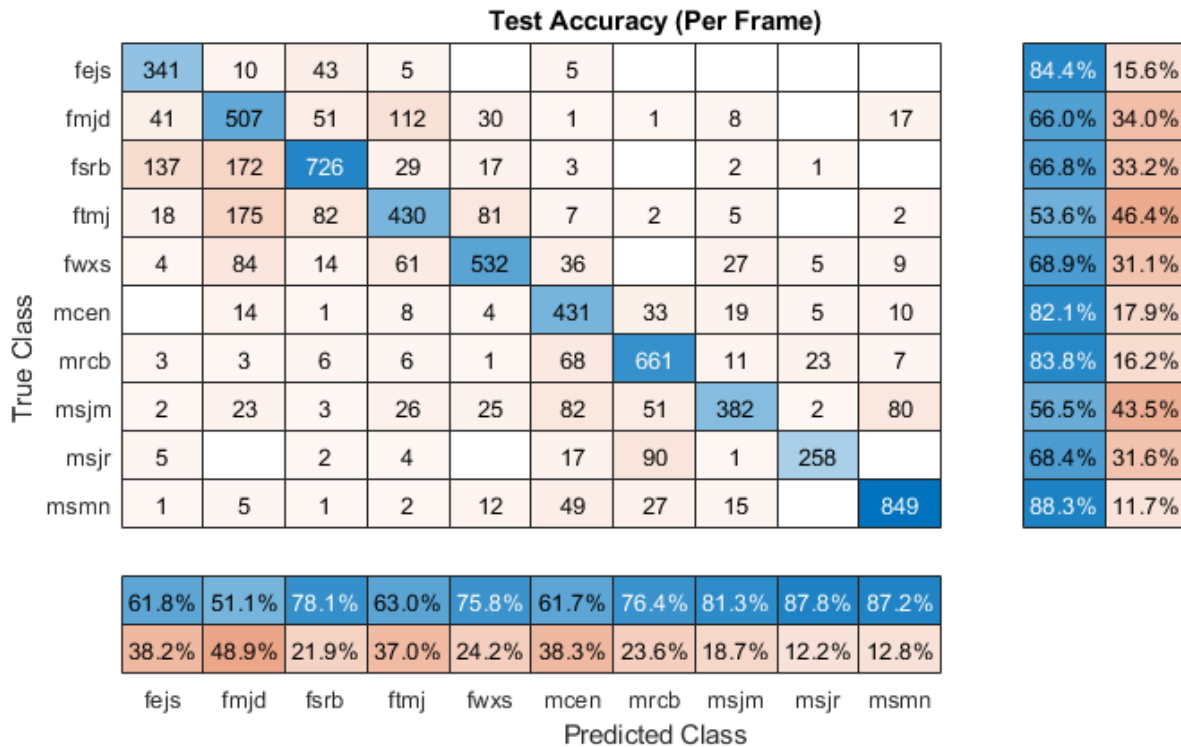 Test Accuracy (Per Frame)
fejs 341 10 43 5 5 84.4% 15.6%
fmjd 41 507 51 112 30 1 1 8 17 66.0% 34.0%
fsrb 137 172 726 29 17 3 2 1 66.8% 33.2%
ftmj 18 175 82 430 81 7 2 5 2 53.6% 46.4%
fwxs 4 84 14 61 532 36 27 5 9 68.9% 31.1%
mcen 14 1 8 4 431 33 19 5 10 82.1% 17.9%
mrcb 3 3 6 6 1 68 661 11 23 7 83.8% 16.2%
msjm 2 23 3 26 25 82 51 382 2 80 56.5% 43.5%
msjr 5 2 4 17 90 1 258 68.4% 31.6%
msmn 1 5 1 2 12 49 27 15 849 88.3% 11.7%
True Class
61.8% 51.1% 78.1% 63.0% 75.8% 61.7% 76.4% 81.3% 87.8% 87.2%
38.2% 48.9% 21.9% 37.0% 24.2% 38.3% 23.6% 18.7% 12.2% 12.8%
fejs fmjd fsrb ftmj fwxs mcen mrcb msjm msjr msmn
Predicted Class